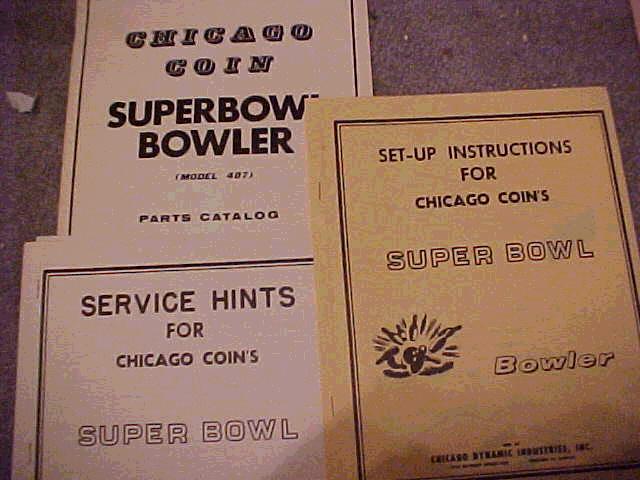 CHICAGO
COIN
SUPERBOWL
BOWLER
(MODEL 407)
PARTS CATALOG
SERVICE HINTS
FOR
CHICAGO COIN'S
SUPER BOWL
SET-UP INSTRUCTIONS
FOR
CHICAGO COIN'S
SUPER BOWL
Bowler
CHICAGO DYNAMIC INDUSTRIES, INC.